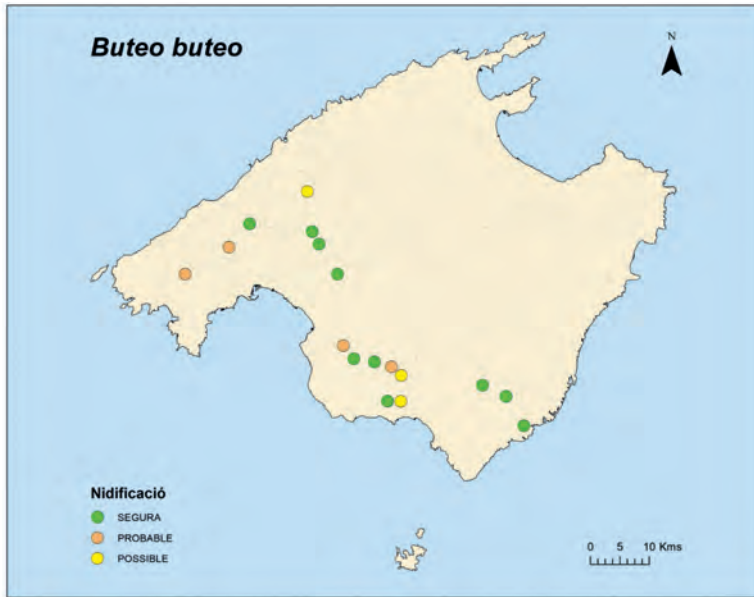 Buteo buteo
N
Nidificació
SEGURA
PROBABLE
POSSIBLE
0 5 10 Kms